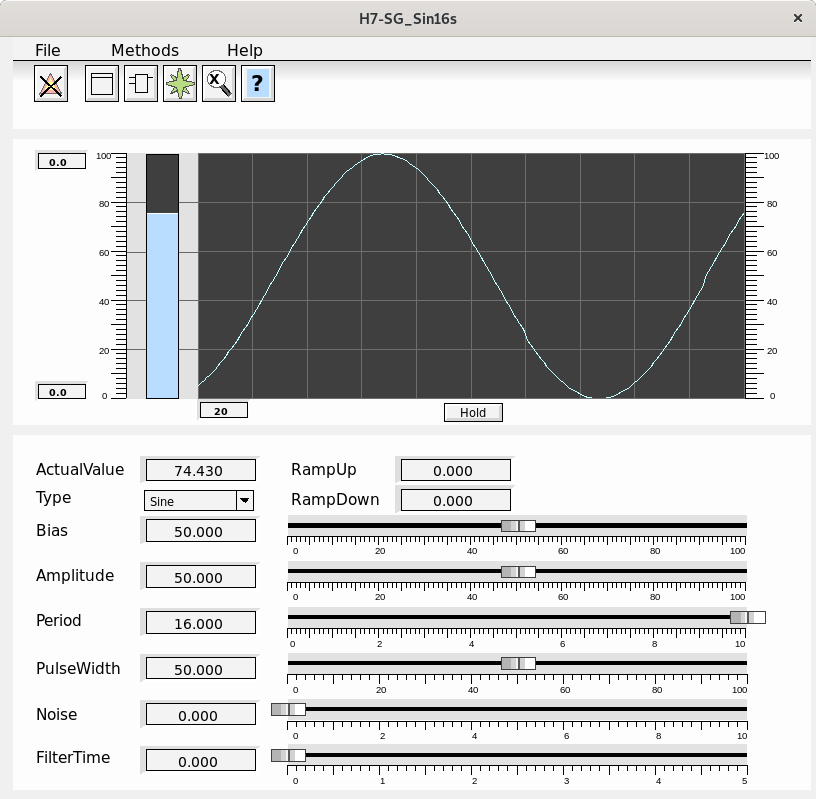 H7-SG_Sin16s ×
File Methods Help
X ?
0.0 100 100
80 80
60 60
40 40
20 20
0.0 0 0
20 Hold
ActualValue 74.430 RampUp 0.000
Type Sine RampDown 0.000
Bias 50.000
0 20 40 60 80 100
Amplitude 50.000
0 20 40 60 80 100
Period 16.000
0 2 4 6 8 10
PulseWidth 50.000
0 20 40 60 80 100
Noise 0.000
0 2 4 6 8 10
FilterTime 0.000
0 1 2 3 4 5